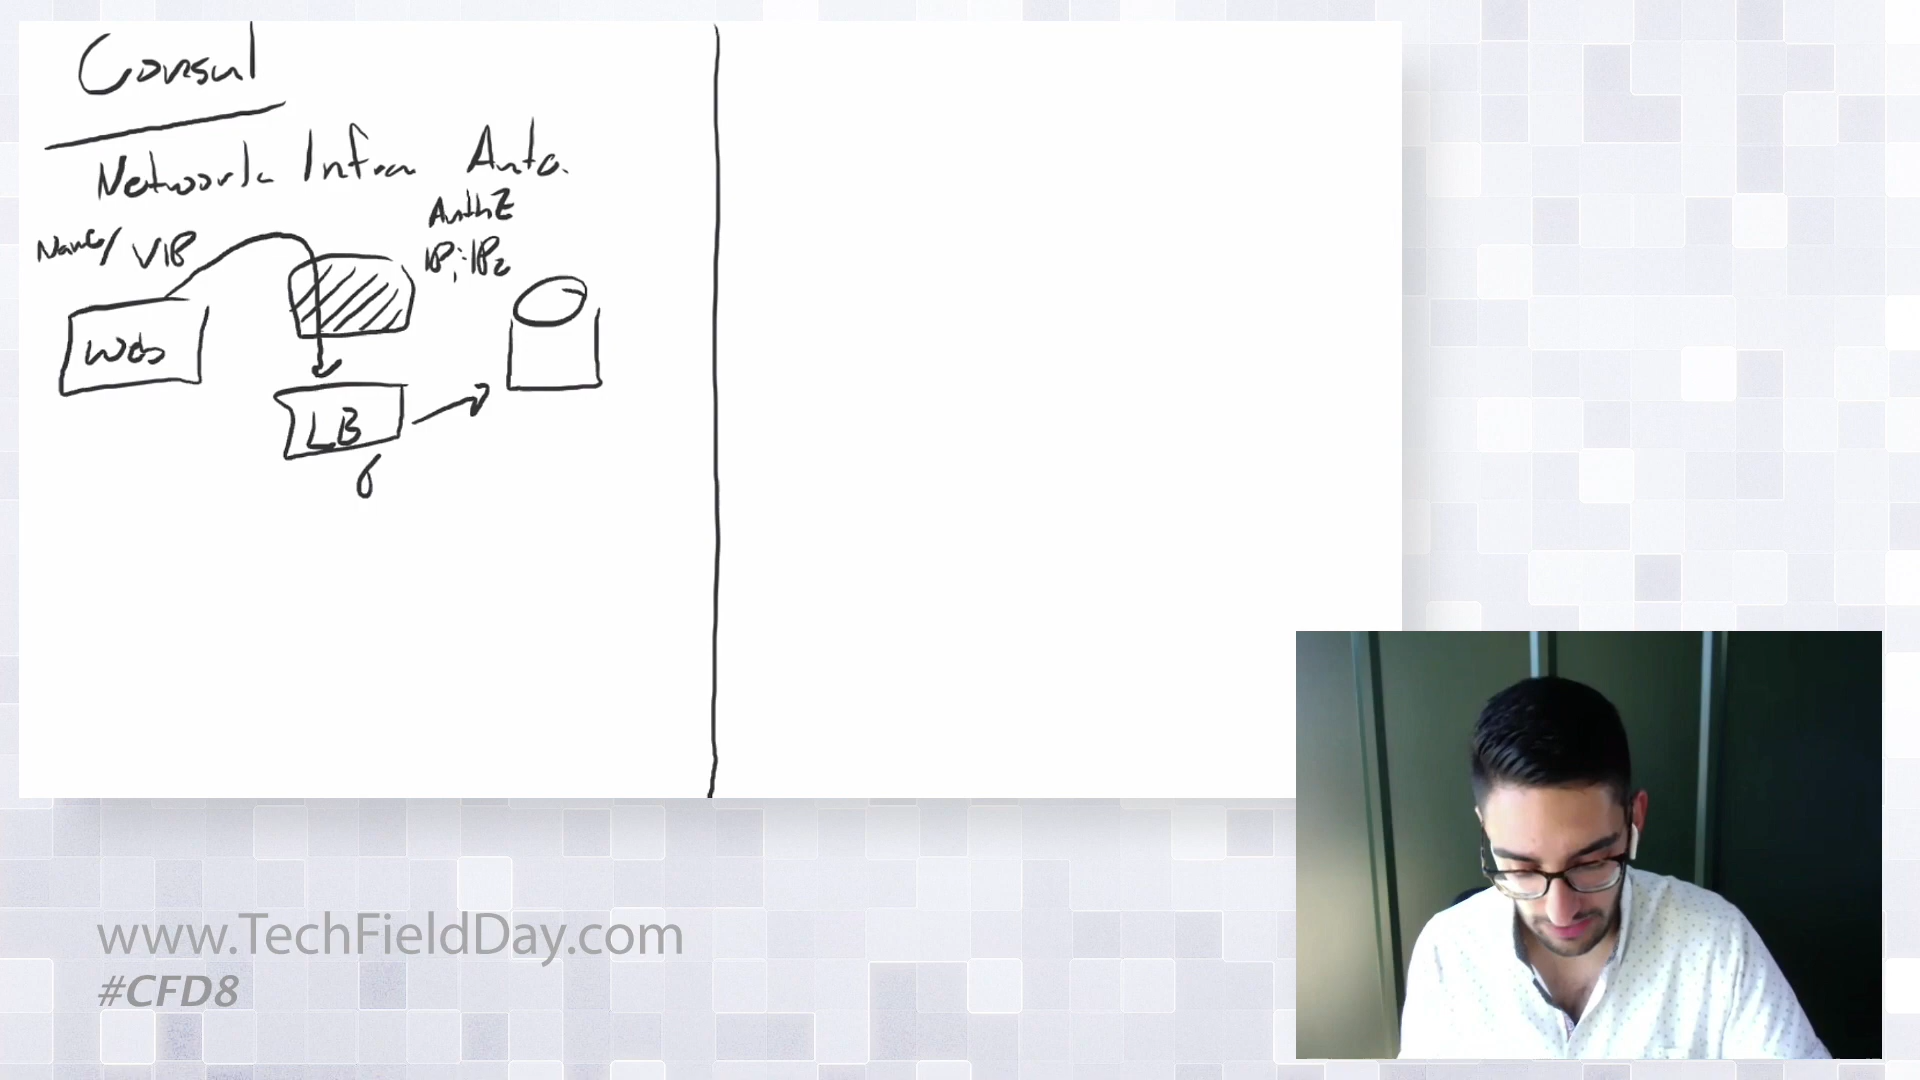 Consul
Network Infra Auto.
AuthZ
Name/ VIP
IP1:IP2
Web
LB
www.TechFieldDay.com
#CFD8